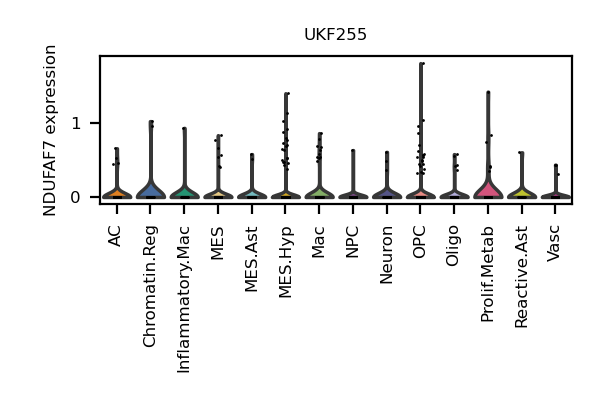 UKF255
NDUFAF7 expression
1
0
AC
Chromatin.Reg
Inflammatory.Mac
MES
MES.Ast
MES.Hyp
Mac
NPC
Neuron
OPC
Oligo
Prolif.Metab
Reactive.Ast
Vasc